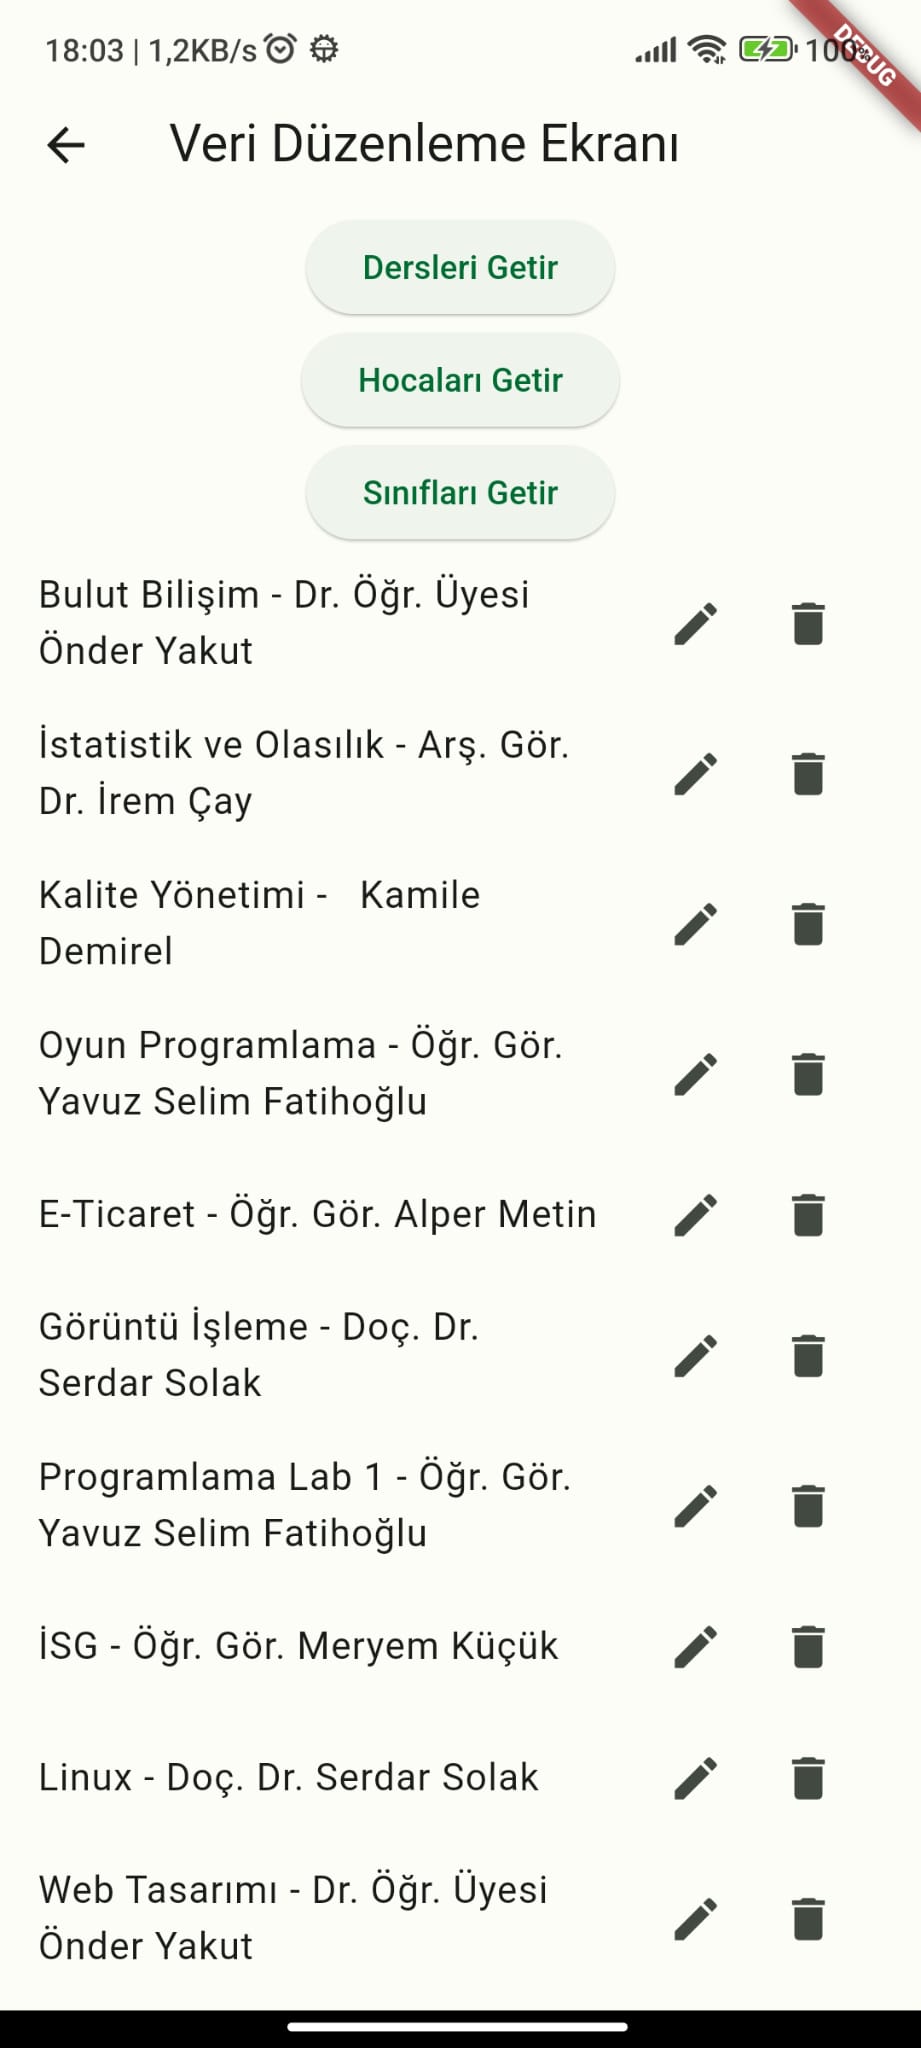 18:03 | 1,2KB/s
100%
DEBUG
Veri Düzenleme Ekranı
Dersleri Getir
Hocaları Getir
Sınıfları Getir
Bulut Bilişim - Dr. Öğr. Üyesi
Önder Yakut
İstatistik ve Olasılık - Arş. Gör.
Dr. İrem Çay
Kalite Yönetimi -   Kamile
Demirel
Oyun Programlama - Öğr. Gör.
Yavuz Selim Fatihoğlu
E-Ticaret - Öğr. Gör. Alper Metin
Görüntü İşleme - Doç. Dr.
Serdar Solak
Programlama Lab 1 - Öğr. Gör.
Yavuz Selim Fatihoğlu
İSG - Öğr. Gör. Meryem Küçük
Linux - Doç. Dr. Serdar Solak
Web Tasarımı - Dr. Öğr. Üyesi
Önder Yakut